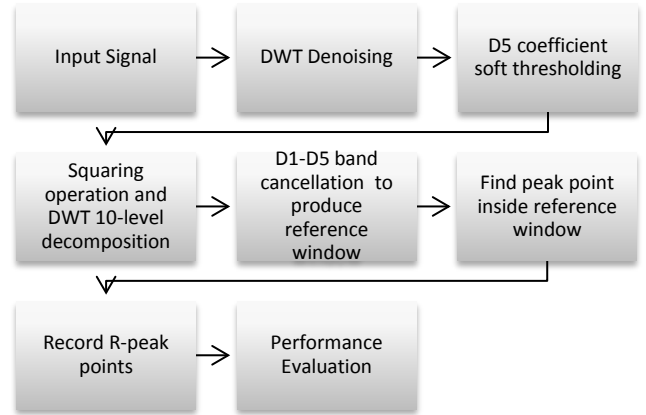 Input Signal
DWT Denoising
D5 coefficient
soft thresholding
Squaring
operation and
DWT 10-level
decomposition
D1-D5 band
cancellation to
produce
reference
window
Find peak point
inside reference
window
Record R-peak
points
Performance
Evaluation